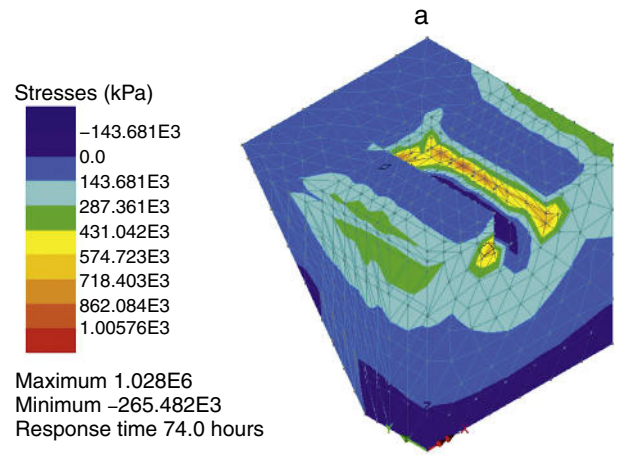 a
Stresses (kPa)
−143.681E3
0.0
143.681E3
287.361E3
431.042E3
574.723E3
718.403E3
862.084E3
1.00576E3
Maximum 1.028E6
Minimum −265.482E3
Response time 74.0 hours
Z
Y
X